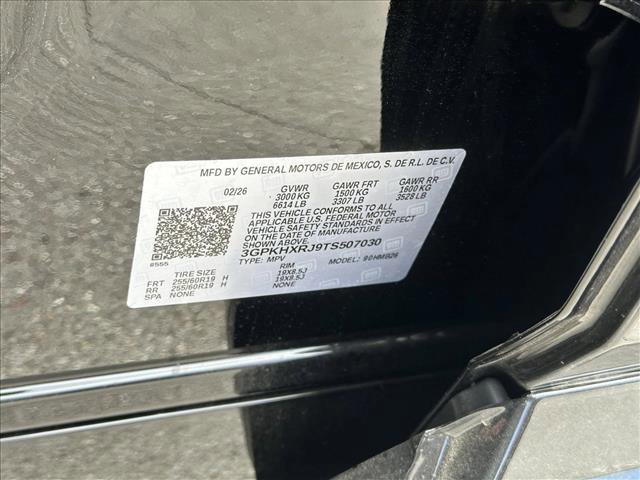 MFD BY GENERAL MOTORS DE MEXICO, S. DE R.L. DE C.V.
02/26 GVWR GAWR FRT GAWR RR
3000 KG 1500 KG 1600 KG
6614 LB 3307 LB 3528 LB
THIS VEHICLE CONFORMS TO ALL
APPLICABLE U.S. FEDERAL MOTOR
VEHICLE SAFETY STANDARDS IN EFFECT
ON THE DATE OF MANUFACTURE
SHOWN ABOVE.
3GPKHXRJ9TS507030
TYPE: MPV MODEL: 90HMB26
#555
TIRE SIZE RIM
FRT 255/60R19 H 19X8.5J
RR 255/60R19 H 19X8.5J
SPA NONE NONE